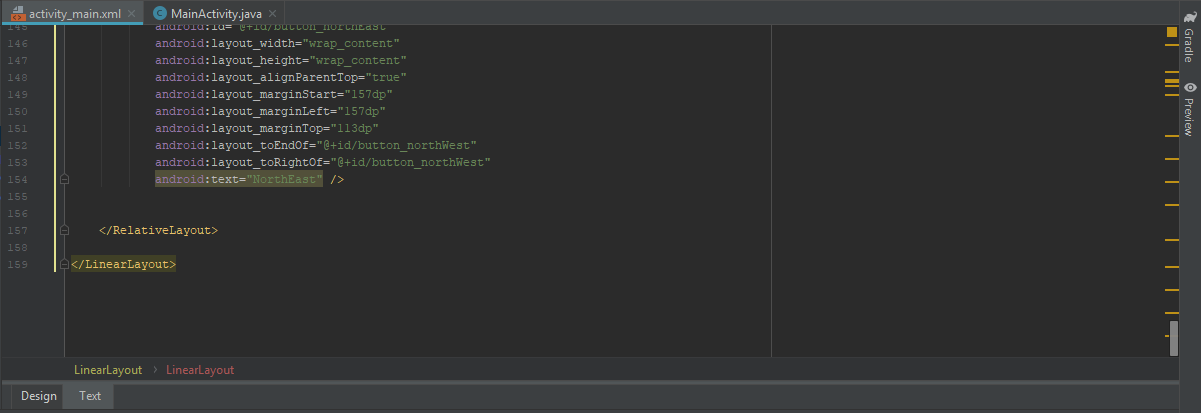 activity_main.xml
MainActivity.java
145 android:id="@+id/button_northEast"
146 android:layout_width="wrap_content"
147 android:layout_height="wrap_content"
148 android:layout_alignParentTop="true"
149 android:layout_marginStart="157dp"
150 android:layout_marginLeft="157dp"
151 android:layout_marginTop="113dp"
152 android:layout_toEndOf="@+id/button_northWest"
153 android:layout_toRightOf="@+id/button_northWest"
154 android:text="NorthEast" />
155
156
157 </RelativeLayout>
158
159 </LinearLayout>
LinearLayout › LinearLayout
Design Text
Gradle
Preview